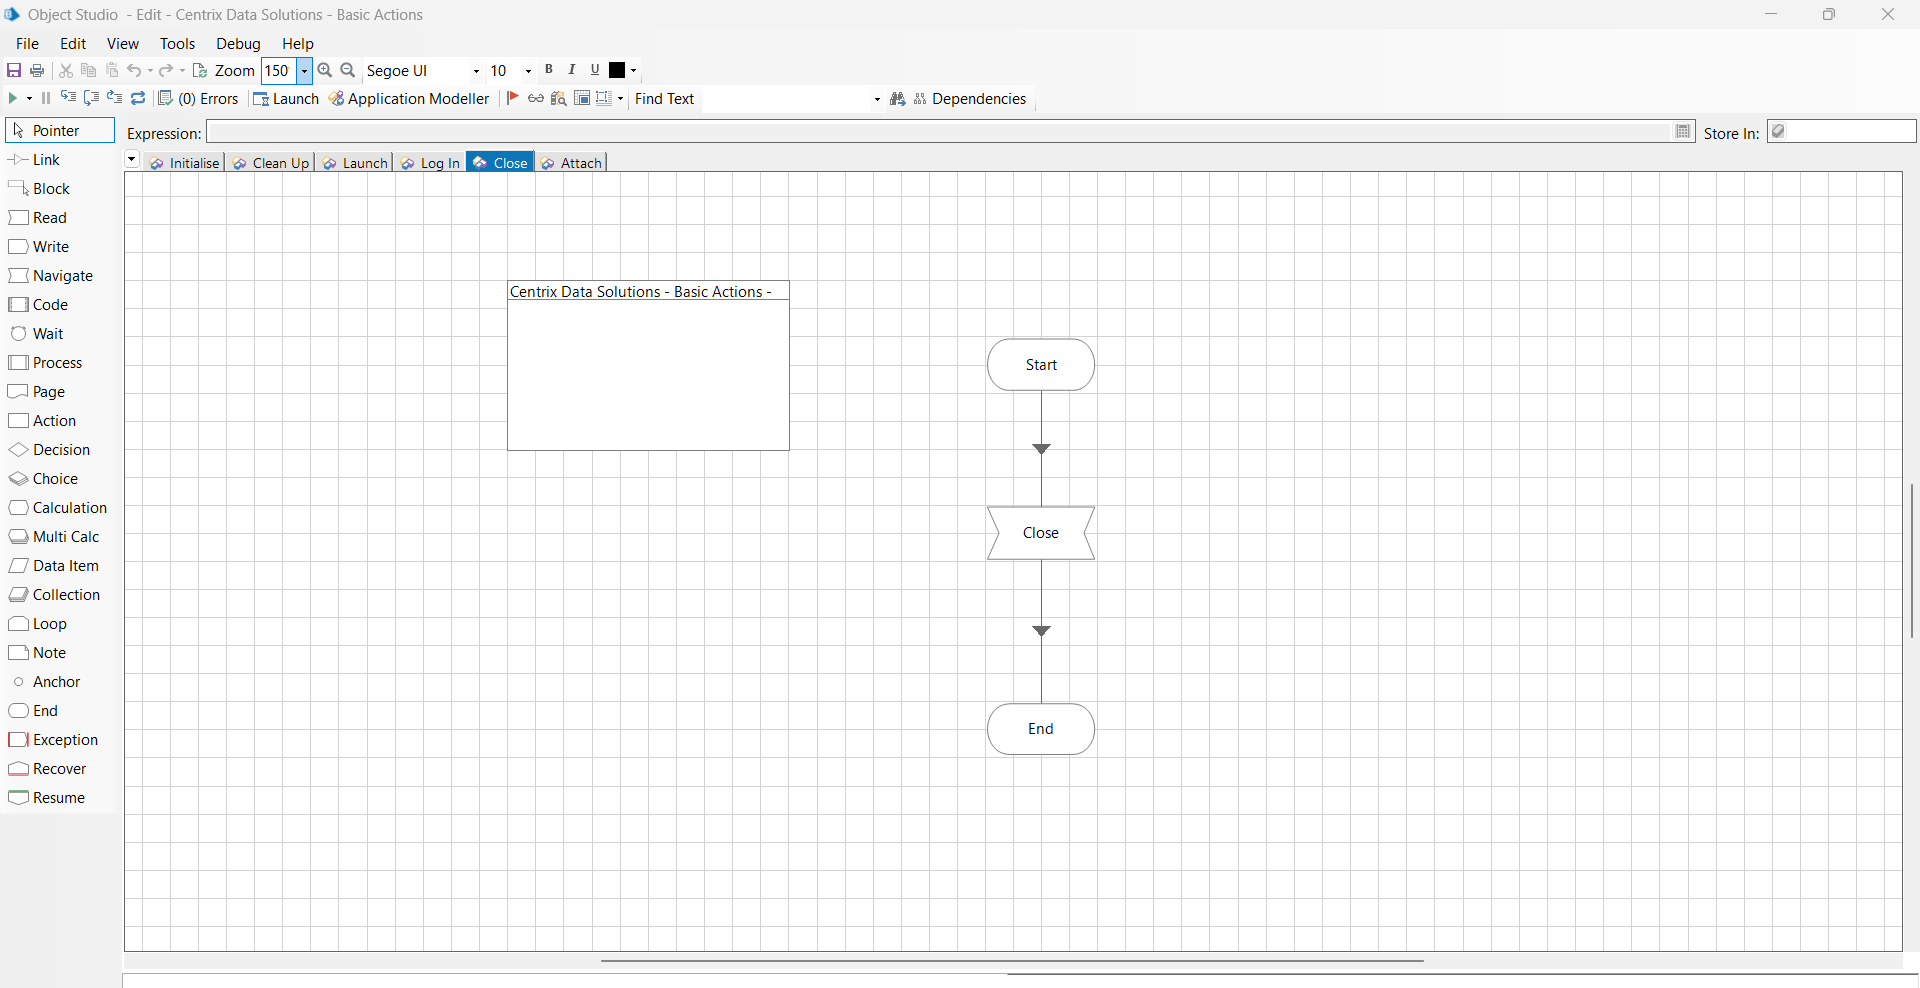 Object Studio - Edit - Centrix Data Solutions - Basic Actions
File Edit View Tools Debug Help
Zoom 150 Segoe UI 10 B I U
(0) Errors Launch Application Modeller Find Text Dependencies
Pointer
Expression: Store In:
Initialise Clean Up Launch Log In Close Attach
Link
Block
Read
Write
Navigate
Code
Wait
Process
Page
Action
Decision
Choice
Calculation
Multi Calc
Data Item
Collection
Loop
Note
Anchor
End
Exception
Recover
Resume
Centrix Data Solutions - Basic Actions -
Start
Close
End